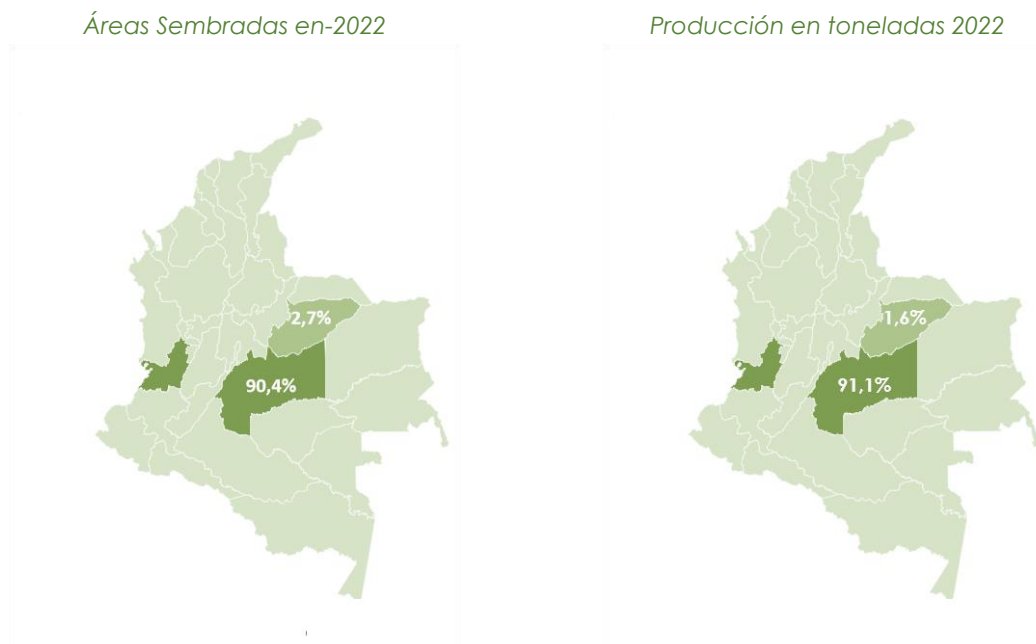 Áreas Sembradas en-2022
Producción en toneladas 2022
2,7%
90,4%
1,6%
91,1%